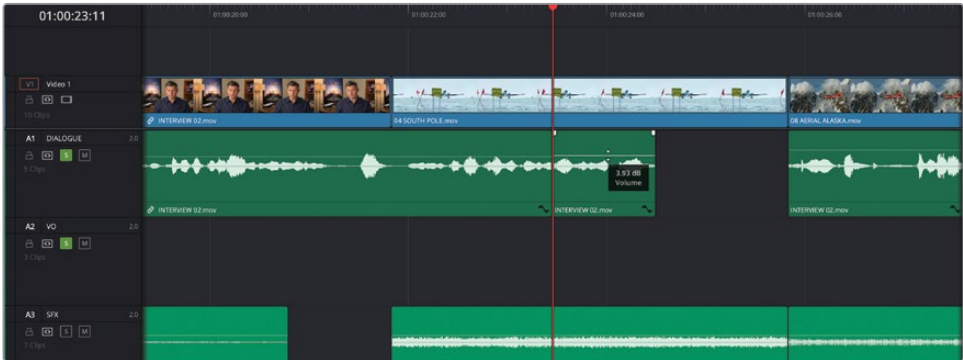 01:00:23:11
01:00:20:00
01:00:22:00
01:00:24:00
01:00:26:00
V1 Video 1
10 Clips
INTERVIEW 02.mov
04 SOUTH POLE.mov
08 AERIAL ALASKA.mov
A1 DIALOGUE 2.0
S M
5 Clips
3.93 dB
Volume
INTERVIEW 02.mov
INTERVIEW 02.mov
INTERVIEW 02.mov
A2 VO 2.0
S M
3 Clips
A3 SFX 2.0
S M
7 Clips